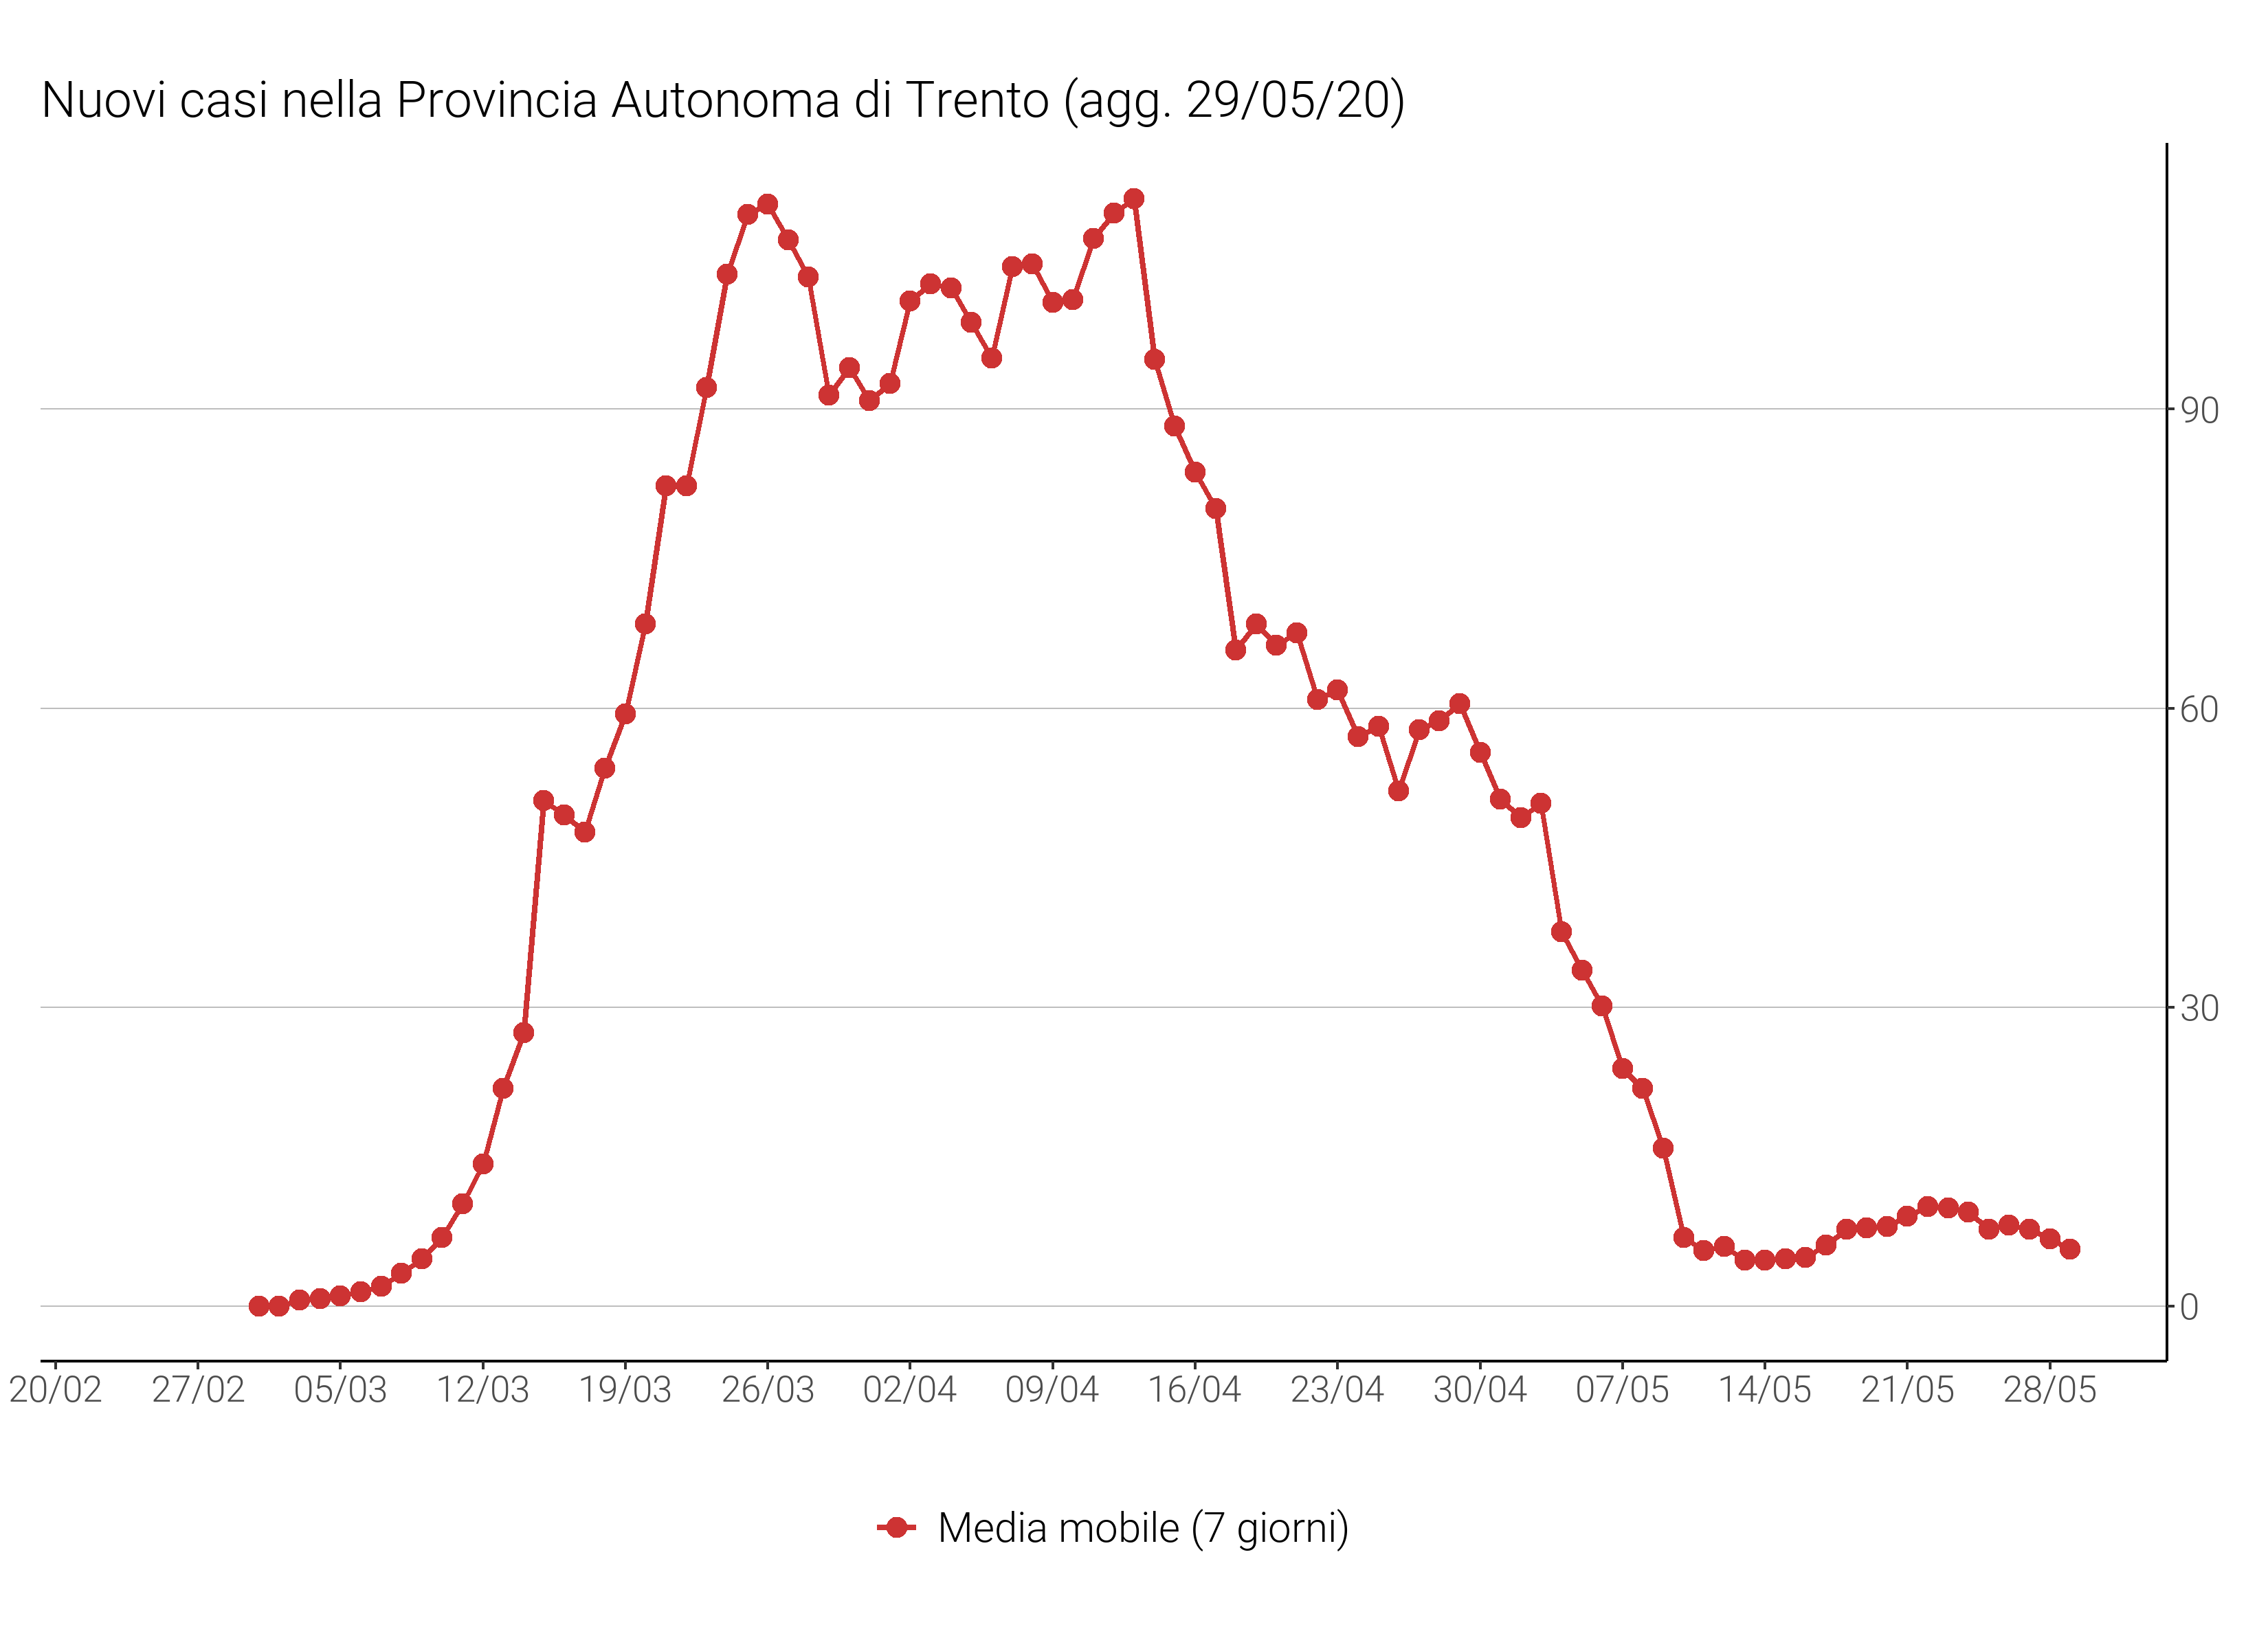 Nuovi casi nella Provincia Autonoma di Trento (agg. 29/05/20)
90
60
30
0
20/02 27/02 05/03 12/03 19/03 26/03 02/04 09/04 16/04 23/04 30/04 07/05 14/05 21/05 28/05
Media mobile (7 giorni)